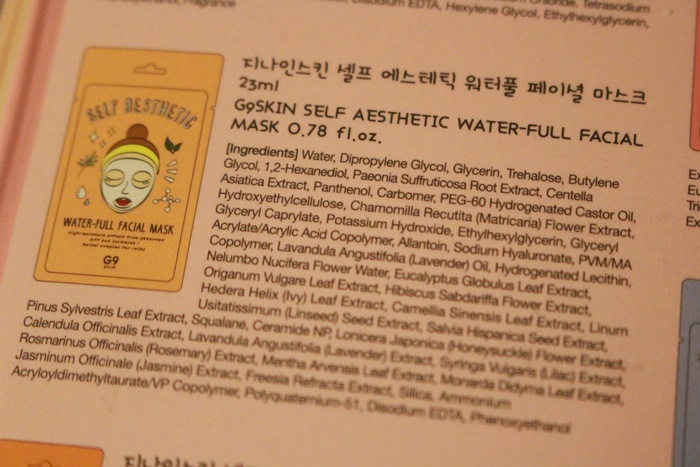 Fragrance
Disodium EDTA, Hexylene Glycol, Ethylhexylglycerin,
Tetrasodium
지나인스킨 셀프 에스테틱 워터풀 페이셜 마스크
23ml
G9SKIN SELF AESTHETIC WATER-FULL FACIAL
MASK 0.78 fl.oz.
SELF AESTHETIC
WATER-FULL FACIAL MASK
G9
SKIN
[Ingredients] Water, Dipropylene Glycol, Glycerin, Trehalose, Butylene
Glycol, 1,2-Hexanediol, Paeonia Suffruticosa Root Extract, Centella
Asiatica Extract, Panthenol, Carbomer, PEG-60 Hydrogenated Castor Oil,
Hydroxyethylcellulose, Chamomilla Recutita (Matricaria) Flower Extract,
Glyceryl Caprylate, Potassium Hydroxide, Ethylhexylglycerin, Glyceryl
Acrylate/Acrylic Acid Copolymer, Allantoin, Sodium Hyaluronate, PVM/MA
Copolymer, Lavandula Angustifolia (Lavender) Oil, Hydrogenated Lecithin,
Nelumbo Nucifera Flower Water, Eucalyptus Globulus Leaf Extract,
Origanum Vulgare Leaf Extract, Hibiscus Sabdariffa Flower Extract,
Hedera Helix (Ivy) Leaf Extract, Camellia Sinensis Leaf Extract, Linum
Usitatissimum (Linseed) Seed Extract, Salvia Hispanica Seed Extract,
Pinus Sylvestris Leaf Extract, Squalane, Ceramide NP, Lonicera Japonica (Honeysuckle) Flower Extract,
Calendula Officinalis Extract, Lavandula Angustifolia (Lavender) Extract, Syringa Vulgaris (Lilac) Extract,
Rosmarinus Officinalis (Rosemary) Extract, Mentha Arvensis Leaf Extract, Monarda Didyma Leaf Extract,
Jasminum Officinale (Jasmine) Extract, Freesia Refracta Extract, Silica, Ammonium
Acryloyldimethyltaurate/VP Copolymer, Polyquaternium-51, Disodium EDTA, Phenoxyethanol